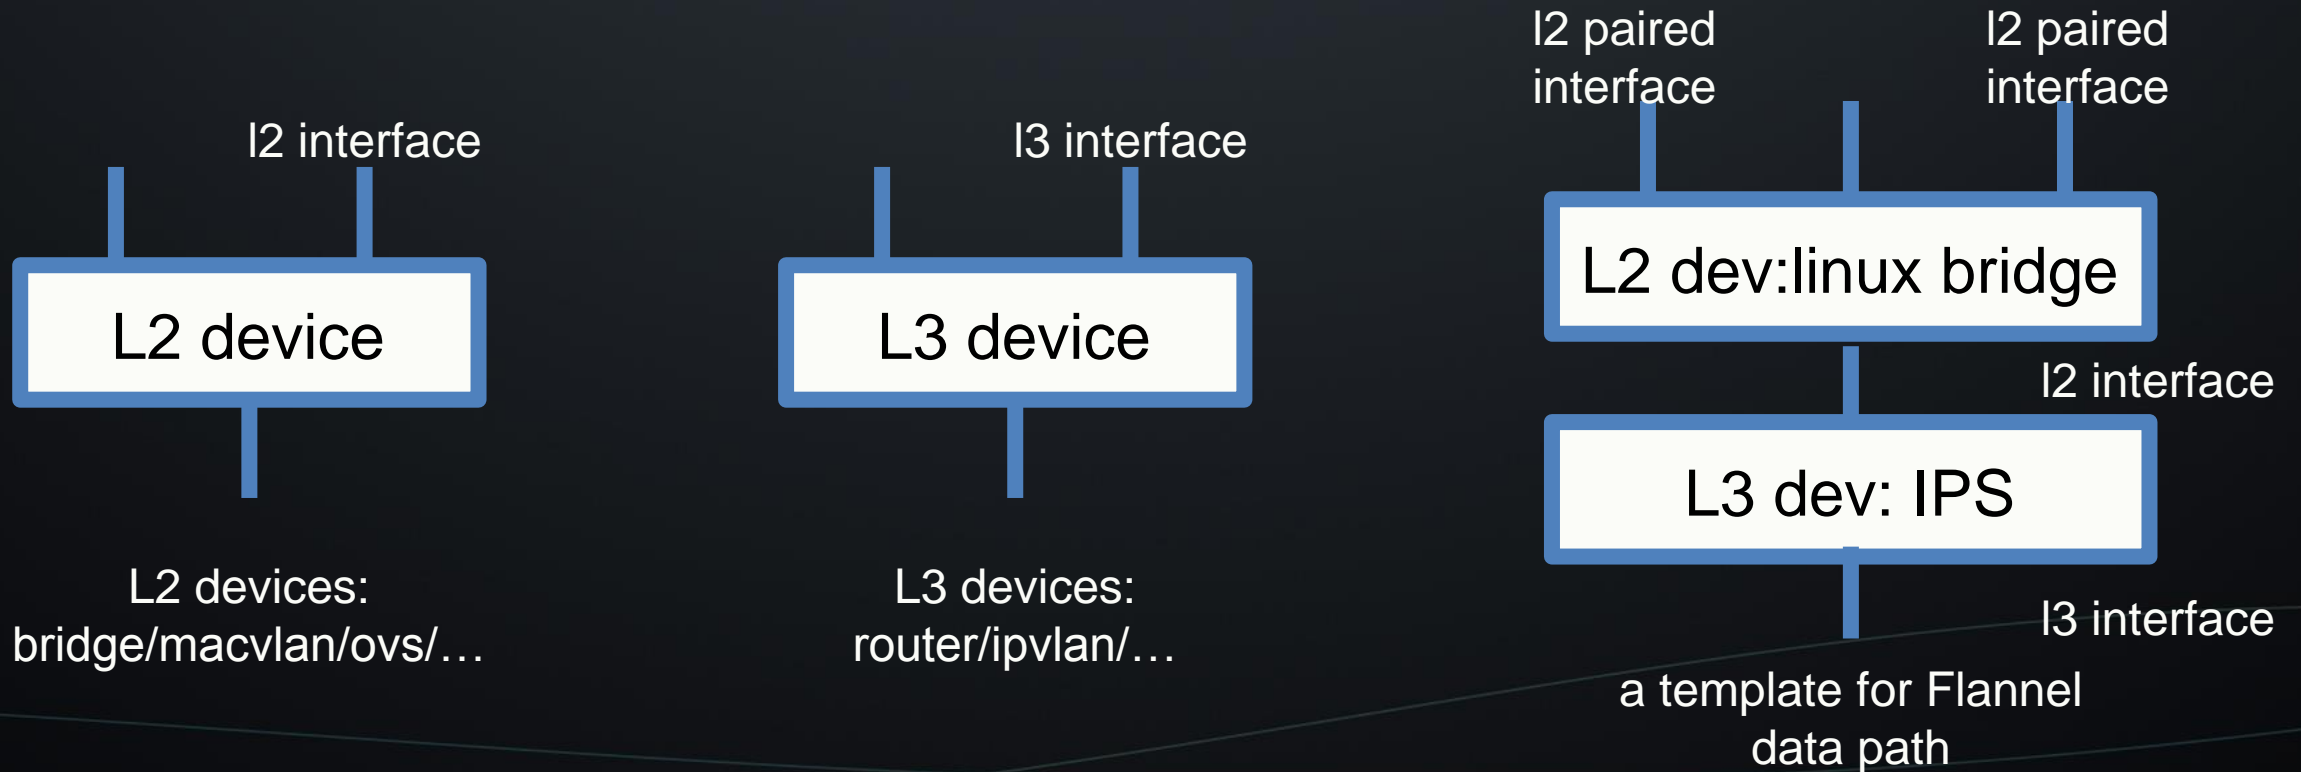 l2 interface
L2 device
L2 devices:
bridge/macvlan/ovs/…
l3 interface
L3 device
L3 devices:
router/ipvlan/…
l2 paired
interface
l2 paired
interface
L2 dev:linux bridge
l2 interface
L3 dev: IPS
l3 interface
a template for Flannel
data path